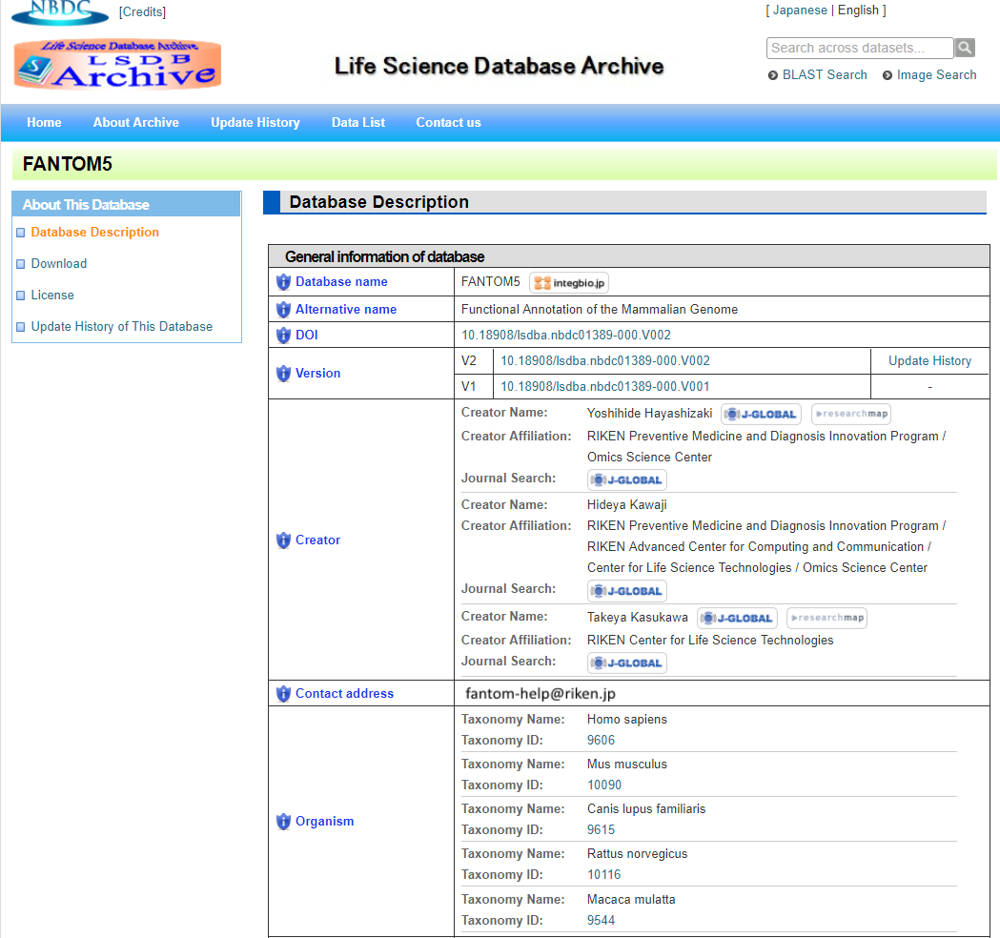 NBDC
[Credits]
[ Japanese | English ]
Life Science Database Archive
LSDB
Archive
Life Science Database Archive
Search across datasets...
BLAST Search
Image Search
Home
About Archive
Update History
Data List
Contact us
FANTOM5
About This Database
Database Description
Download
License
Update History of This Database
Database Description
General information of database
Database name
FANTOM5 integbio.jp
Alternative name
Functional Annotation of the Mammalian Genome
DOI
10.18908/lsdba.nbdc01389-000.V002
Version
V2 10.18908/lsdba.nbdc01389-000.V002 Update History
V1 10.18908/lsdba.nbdc01389-000.V001 -
Creator
Creator Name: Yoshihide Hayashizaki J-GLOBAL researchmap
Creator Affiliation: RIKEN Preventive Medicine and Diagnosis Innovation Program /
Omics Science Center
Journal Search: J-GLOBAL
Creator Name: Hideya Kawaji
Creator Affiliation: RIKEN Preventive Medicine and Diagnosis Innovation Program /
RIKEN Advanced Center for Computing and Communication /
Center for Life Science Technologies / Omics Science Center
Journal Search: J-GLOBAL
Creator Name: Takeya Kasukawa J-GLOBAL researchmap
Creator Affiliation: RIKEN Center for Life Science Technologies
Journal Search: J-GLOBAL
Contact address
fantom-help@riken.jp
Organism
Taxonomy Name: Homo sapiens
Taxonomy ID: 9606
Taxonomy Name: Mus musculus
Taxonomy ID: 10090
Taxonomy Name: Canis lupus familiaris
Taxonomy ID: 9615
Taxonomy Name: Rattus norvegicus
Taxonomy ID: 10116
Taxonomy Name: Macaca mulatta
Taxonomy ID: 9544